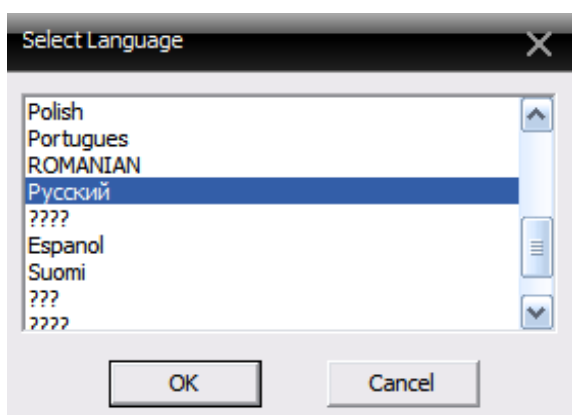 Select Language
Polish
Portugues
ROMANIAN
Русский
????
Espanol
Suomi
???
????
OK
Cancel